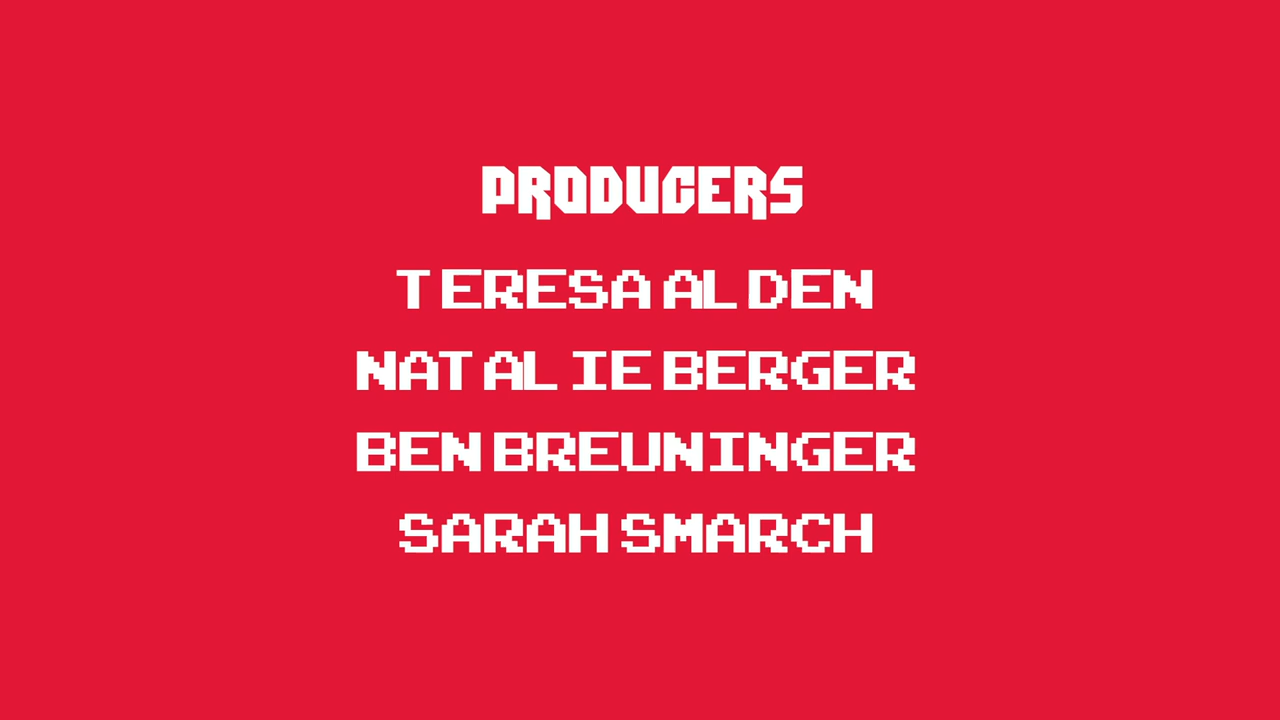 PRODUCERS
TERESA ALDEN
NATALIE BERGER
BEN BREUNINGER
SARAH SMARCH